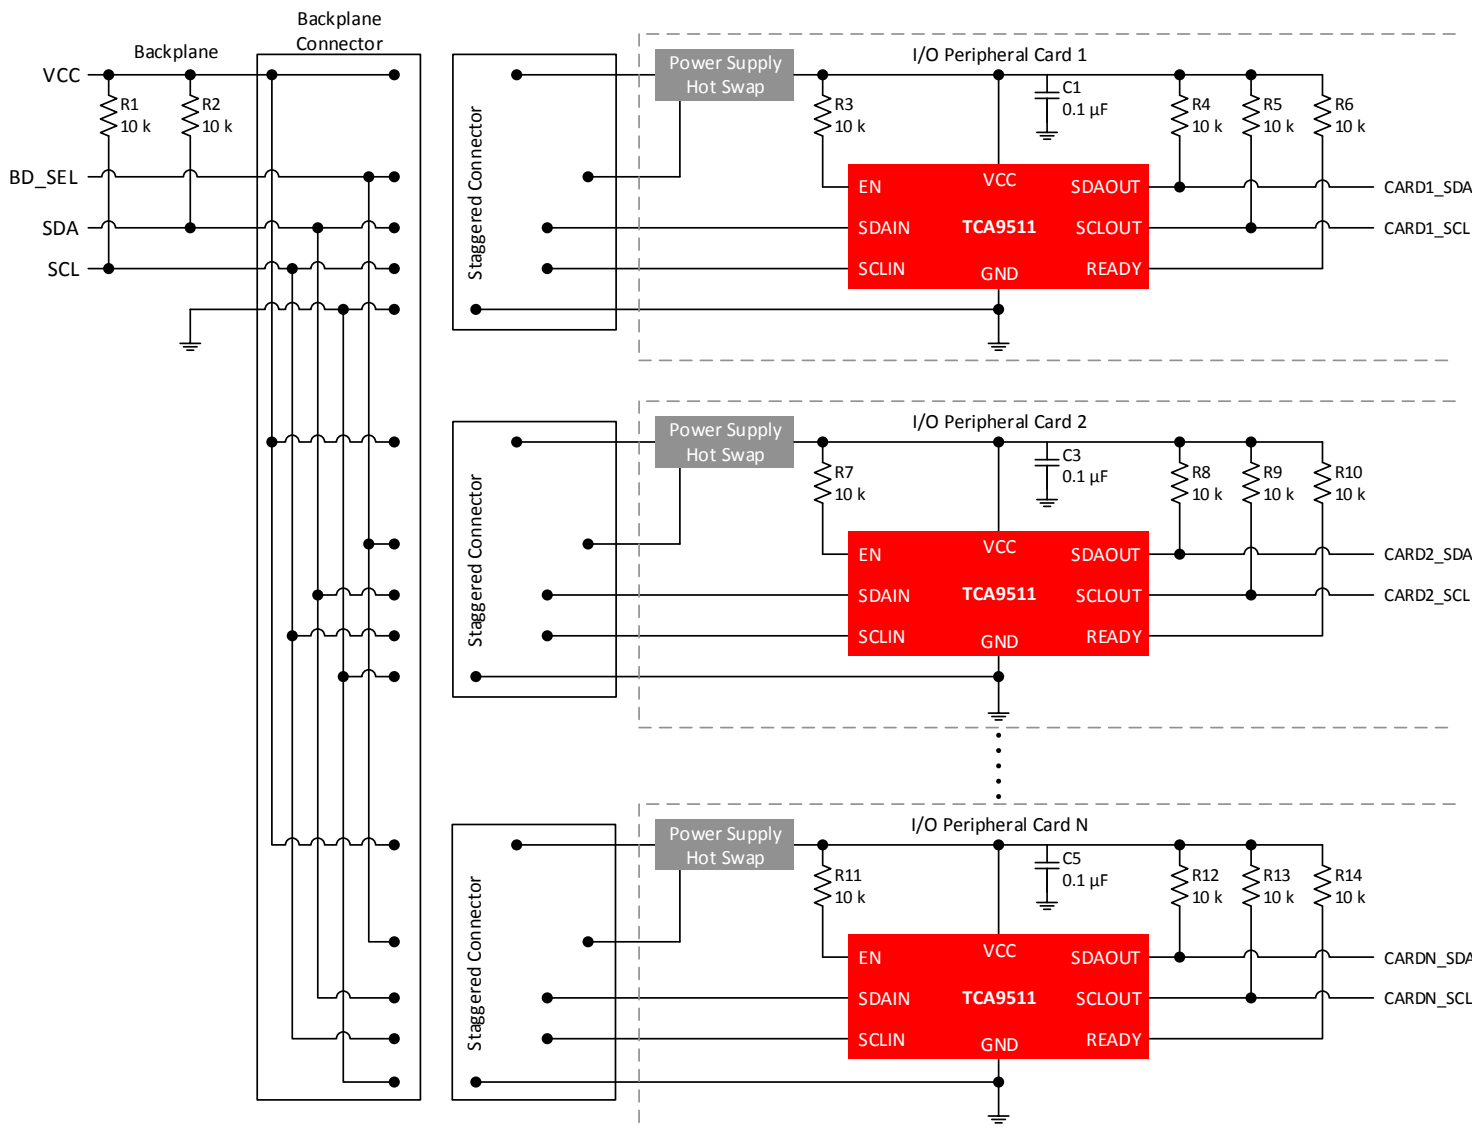 Backplane
Connector
Backplane
VCC
R1
10 k
R2
10 k
BD_SEL
SDA
SCL
Staggered Connector
I/O Peripheral Card 1
Power Supply
Hot Swap
R3
10 k
C1
0.1 µF
R4
10 k
R5
10 k
R6
10 k
VCC
EN
SDAOUT
CARD1_SDA
SDAIN
TCA9511
SCLOUT
CARD1_SCL
SCLIN
GND
READY
Staggered Connector
I/O Peripheral Card 2
Power Supply
Hot Swap
R7
10 k
C3
0.1 µF
R8
10 k
R9
10 k
R10
10 k
VCC
EN
SDAOUT
CARD2_SDA
SDAIN
TCA9511
SCLOUT
CARD2_SCL
SCLIN
GND
READY
Staggered Connector
I/O Peripheral Card N
Power Supply
Hot Swap
R11
10 k
C5
0.1 µF
R12
10 k
R13
10 k
R14
10 k
VCC
EN
SDAOUT
CARDN_SDA
SDAIN
TCA9511
SCLOUT
CARDN_SCL
SCLIN
GND
READY